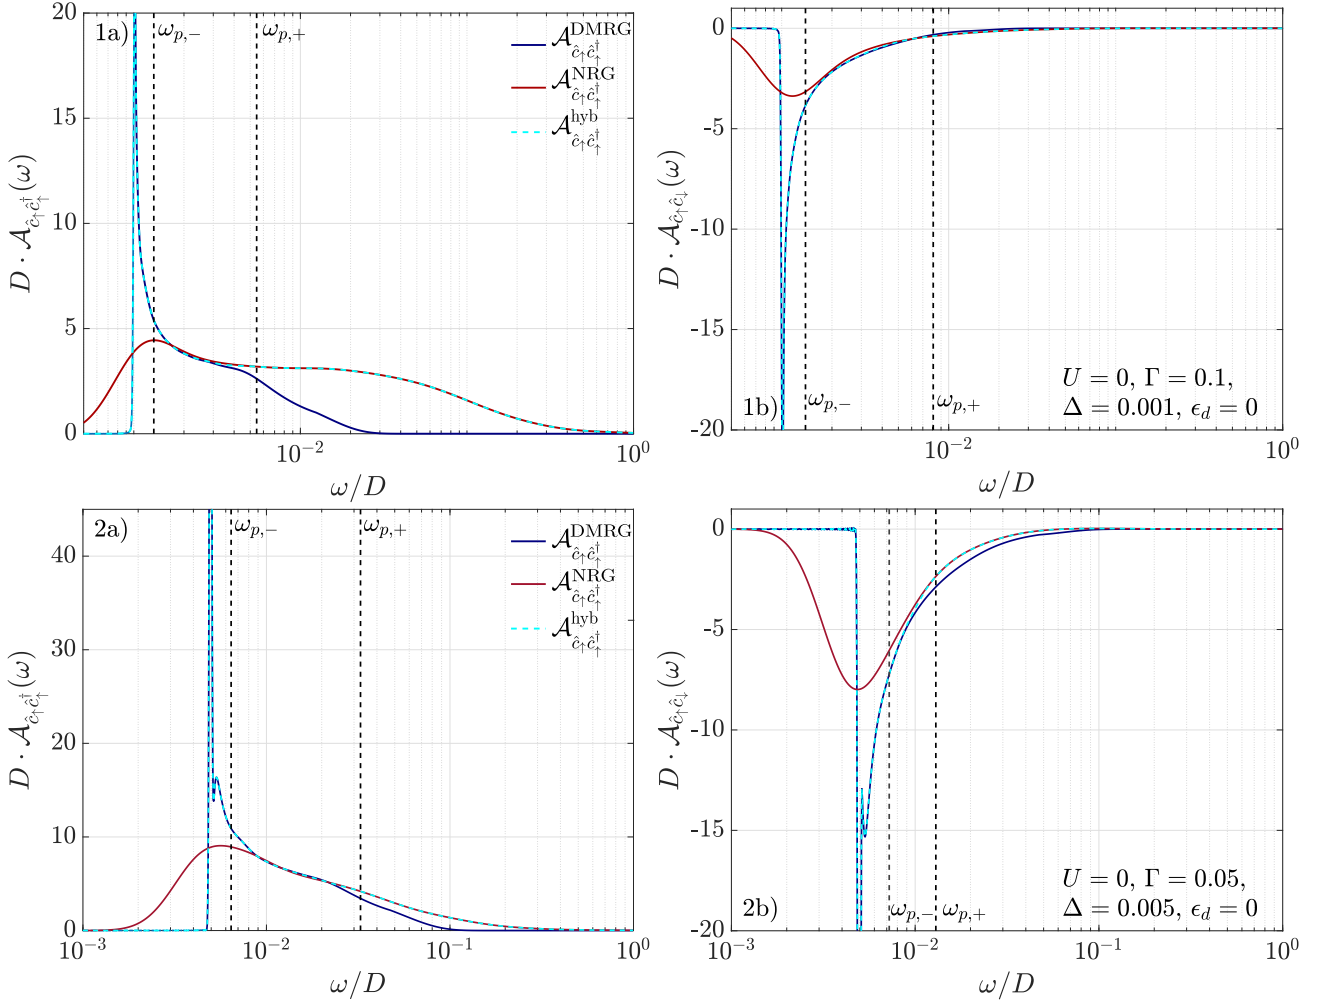 1a)
ω_{p,-}
ω_{p,+}
𝒜^{DMRG}_{ĉ↑ĉ↑†}
𝒜^{NRG}_{ĉ↑ĉ↑†}
𝒜^{hyb}_{ĉ↑ĉ↑†}
20
15
10
5
0
D · 𝒜_{ĉ↑ĉ↑†}(ω)
10^{-2}
10^{0}
ω/D
0
-5
-10
-15
-20
D · 𝒜_{ĉ↑ĉ↓}(ω)
1b)
ω_{p,-}
ω_{p,+}
U = 0, Γ = 0.1,
Δ = 0.001, ϵ_d = 0
10^{-2}
10^{0}
ω/D
2a)
ω_{p,-}
ω_{p,+}
𝒜^{DMRG}_{ĉ↑ĉ↑†}
𝒜^{NRG}_{ĉ↑ĉ↑†}
𝒜^{hyb}_{ĉ↑ĉ↑†}
40
30
20
10
0
D · 𝒜_{ĉ↑ĉ↑†}(ω)
10^{-3}
10^{-2}
10^{-1}
10^{0}
ω/D
0
-5
-10
-15
-20
D · 𝒜_{ĉ↑ĉ↓}(ω)
2b)
ω_{p,-}
ω_{p,+}
U = 0, Γ = 0.05,
Δ = 0.005, ϵ_d = 0
10^{-3}
10^{-2}
10^{-1}
10^{0}
ω/D